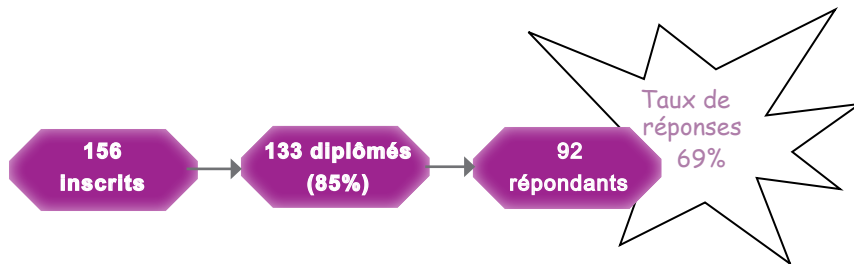 156
Inscrits
133 diplômés
(85%)
92
répondants
Taux de
réponses
69%